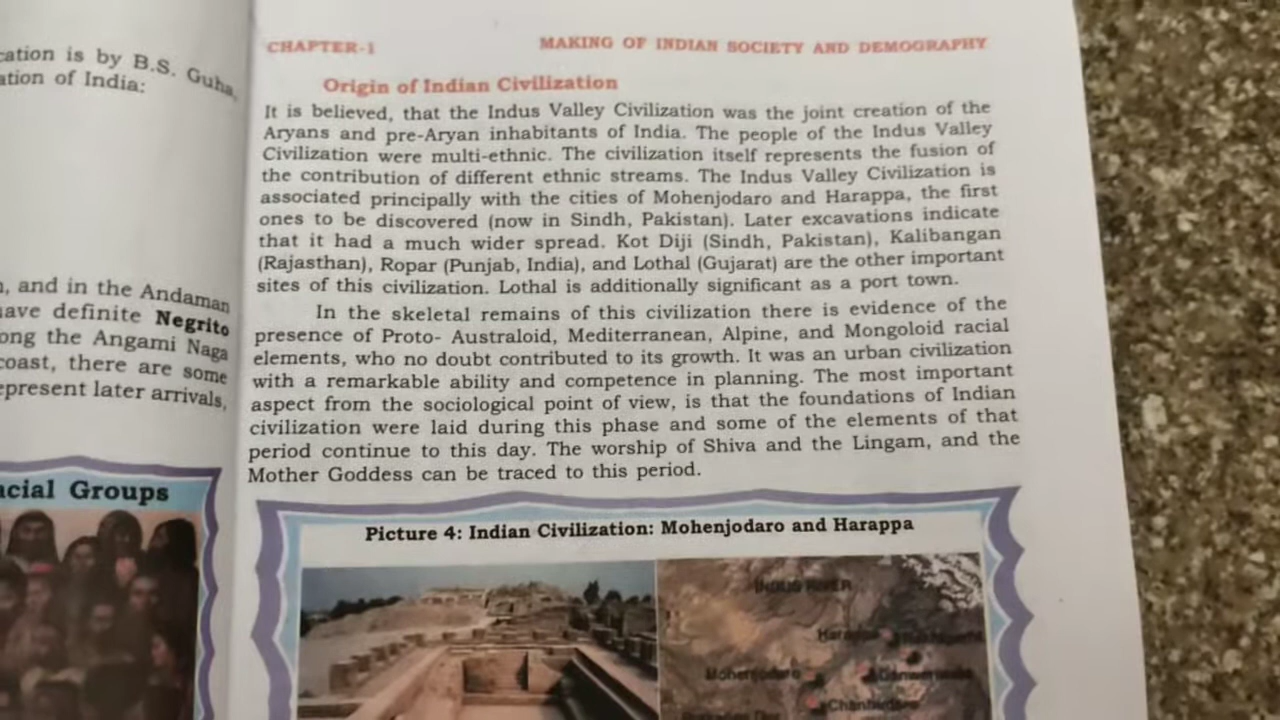 cation is by B.S. Guha,
ation of India:
, and in the Andaman
ave definite Negrito
ong the Angami Naga
coast, there are some
epresent later arrivals,
acial Groups
CHAPTER-1 MAKING OF INDIAN SOCIETY AND DEMOGRAPHY
Origin of Indian Civilization
It is believed, that the Indus Valley Civilization was the joint creation of the
Aryans and pre-Aryan inhabitants of India. The people of the Indus Valley
Civilization were multi-ethnic. The civilization itself represents the fusion of
the contribution of different ethnic streams. The Indus Valley Civilization is
associated principally with the cities of Mohenjodaro and Harappa, the first
ones to be discovered (now in Sindh, Pakistan). Later excavations indicate
that it had a much wider spread. Kot Diji (Sindh, Pakistan), Kalibangan
(Rajasthan), Ropar (Punjab, India), and Lothal (Gujarat) are the other important
sites of this civilization. Lothal is additionally significant as a port town.
In the skeletal remains of this civilization there is evidence of the
presence of Proto- Australoid, Mediterranean, Alpine, and Mongoloid racial
elements, who no doubt contributed to its growth. It was an urban civilization
with a remarkable ability and competence in planning. The most important
aspect from the sociological point of view, is that the foundations of Indian
civilization were laid during this phase and some of the elements of that
period continue to this day. The worship of Shiva and the Lingam, and the
Mother Goddess can be traced to this period.
Picture 4: Indian Civilization: Mohenjodaro and Harappa
INDUS RIVER
Harappa
Mohenjodaro